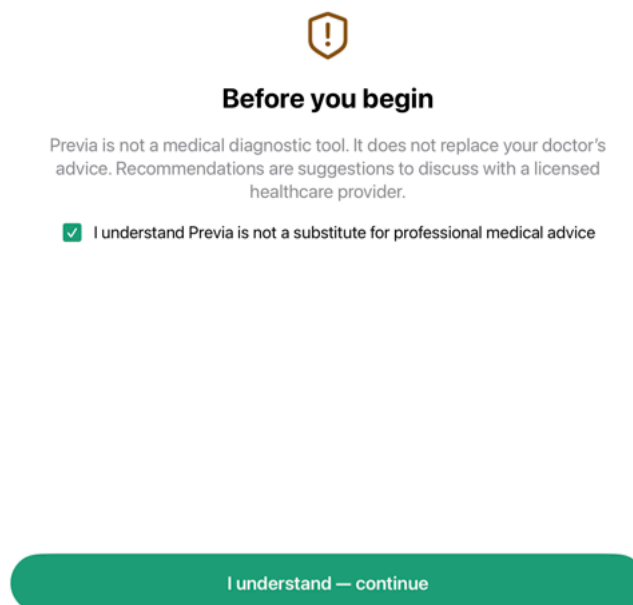 Before you begin
Previa is not a medical diagnostic tool. It does not replace your doctor's
advice. Recommendations are suggestions to discuss with a licensed
healthcare provider.
I understand Previa is not a substitute for professional medical advice
I understand — continue